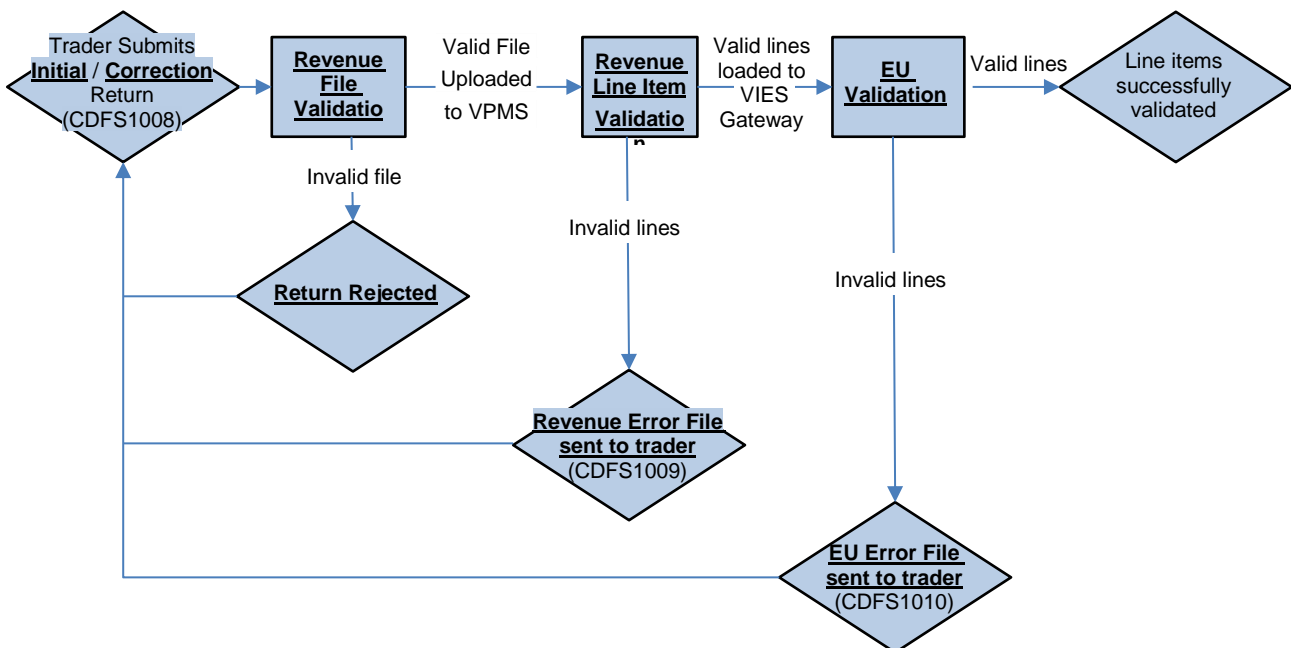 Trader Submits
Initial / Correction
Return
(CDFS1008)
Revenue
File
Validatio
Valid File
Uploaded
to VPMS
Revenue
Line Item
Validatio
n
Valid lines
loaded to
VIES
Gateway
EU
Validation
Valid lines
Line items
successfully
validated
Invalid file
Invalid lines
Invalid lines
Return Rejected
Revenue Error File
sent to trader
(CDFS1009)
EU Error File
sent to trader
(CDFS1010)